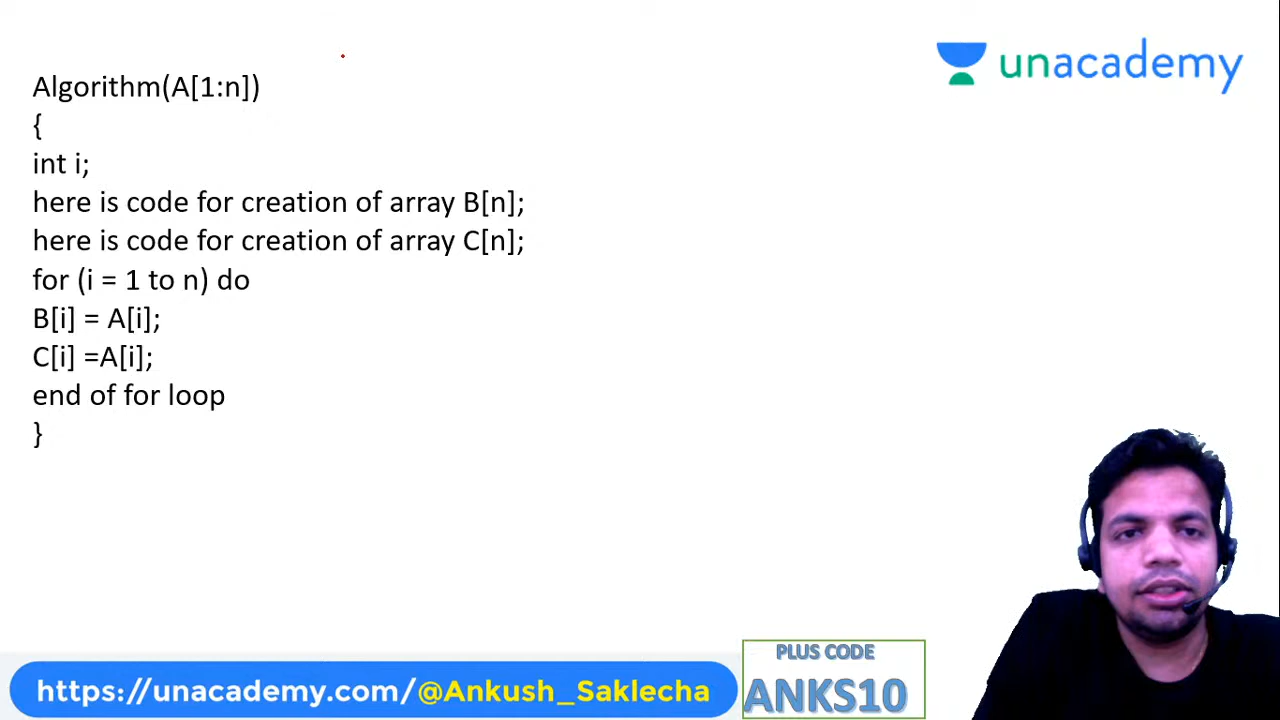 unacademy
Algorithm(A[1:n])
{
int i;
here is code for creation of array B[n];
here is code for creation of array C[n];
for (i = 1 to n) do
B[i] = A[i];
C[i] =A[i];
end of for loop
}
https://unacademy.com/@Ankush_Saklecha
PLUS CODE
ANKS10